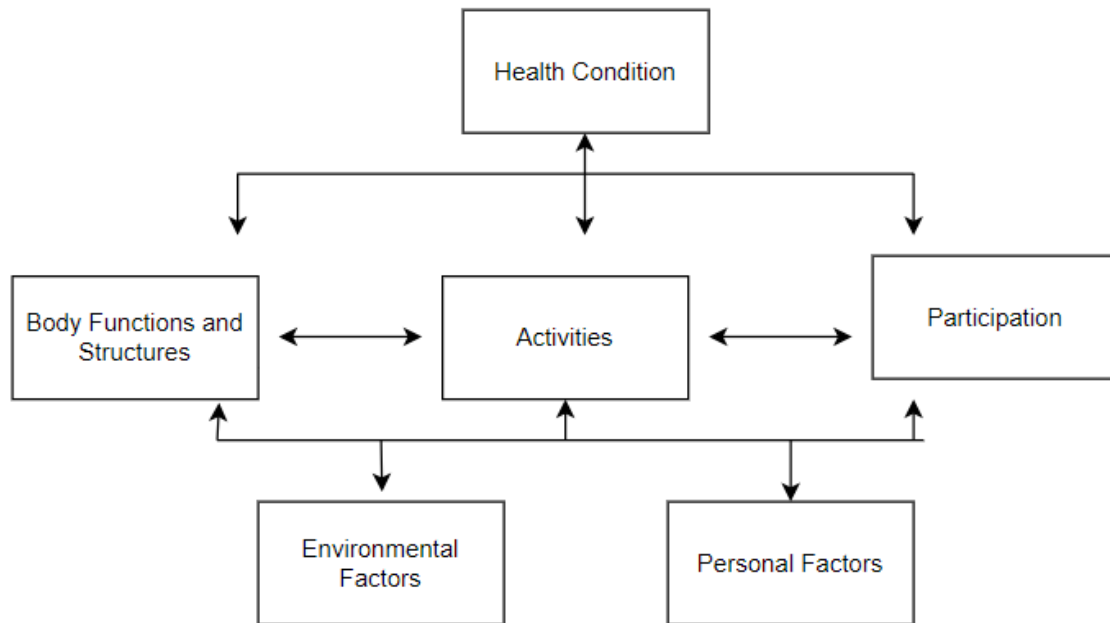 Health Condition
Body Functions and
Structures
Activities
Participation
Environmental
Factors
Personal Factors